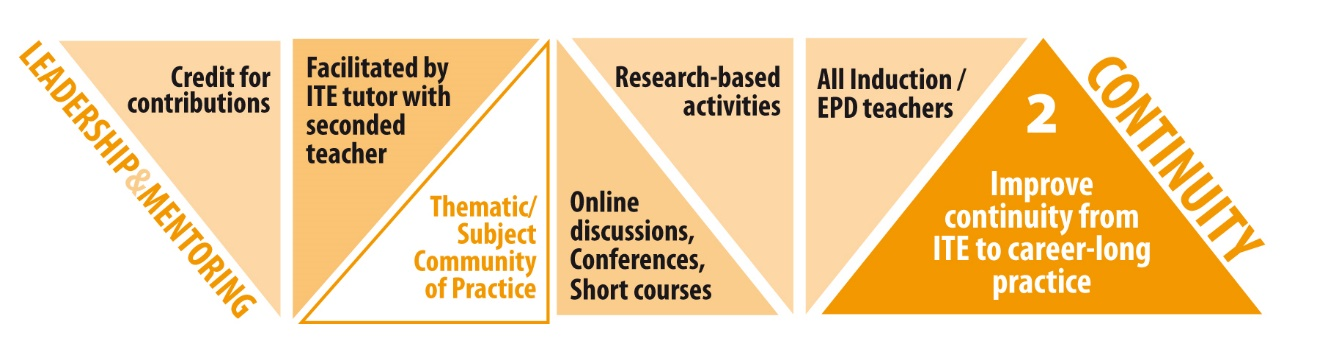 LEADERSHIP&MENTORING
Credit for
contributions
Facilitated by
ITE tutor with
seconded
teacher
Thematic/
Subject
Community
of Practice
Online
discussions,
Conferences,
Short courses
Research-based
activities
All Induction /
EPD teachers
2
Improve
continuity from
ITE to career-long
practice
CONTINUITY